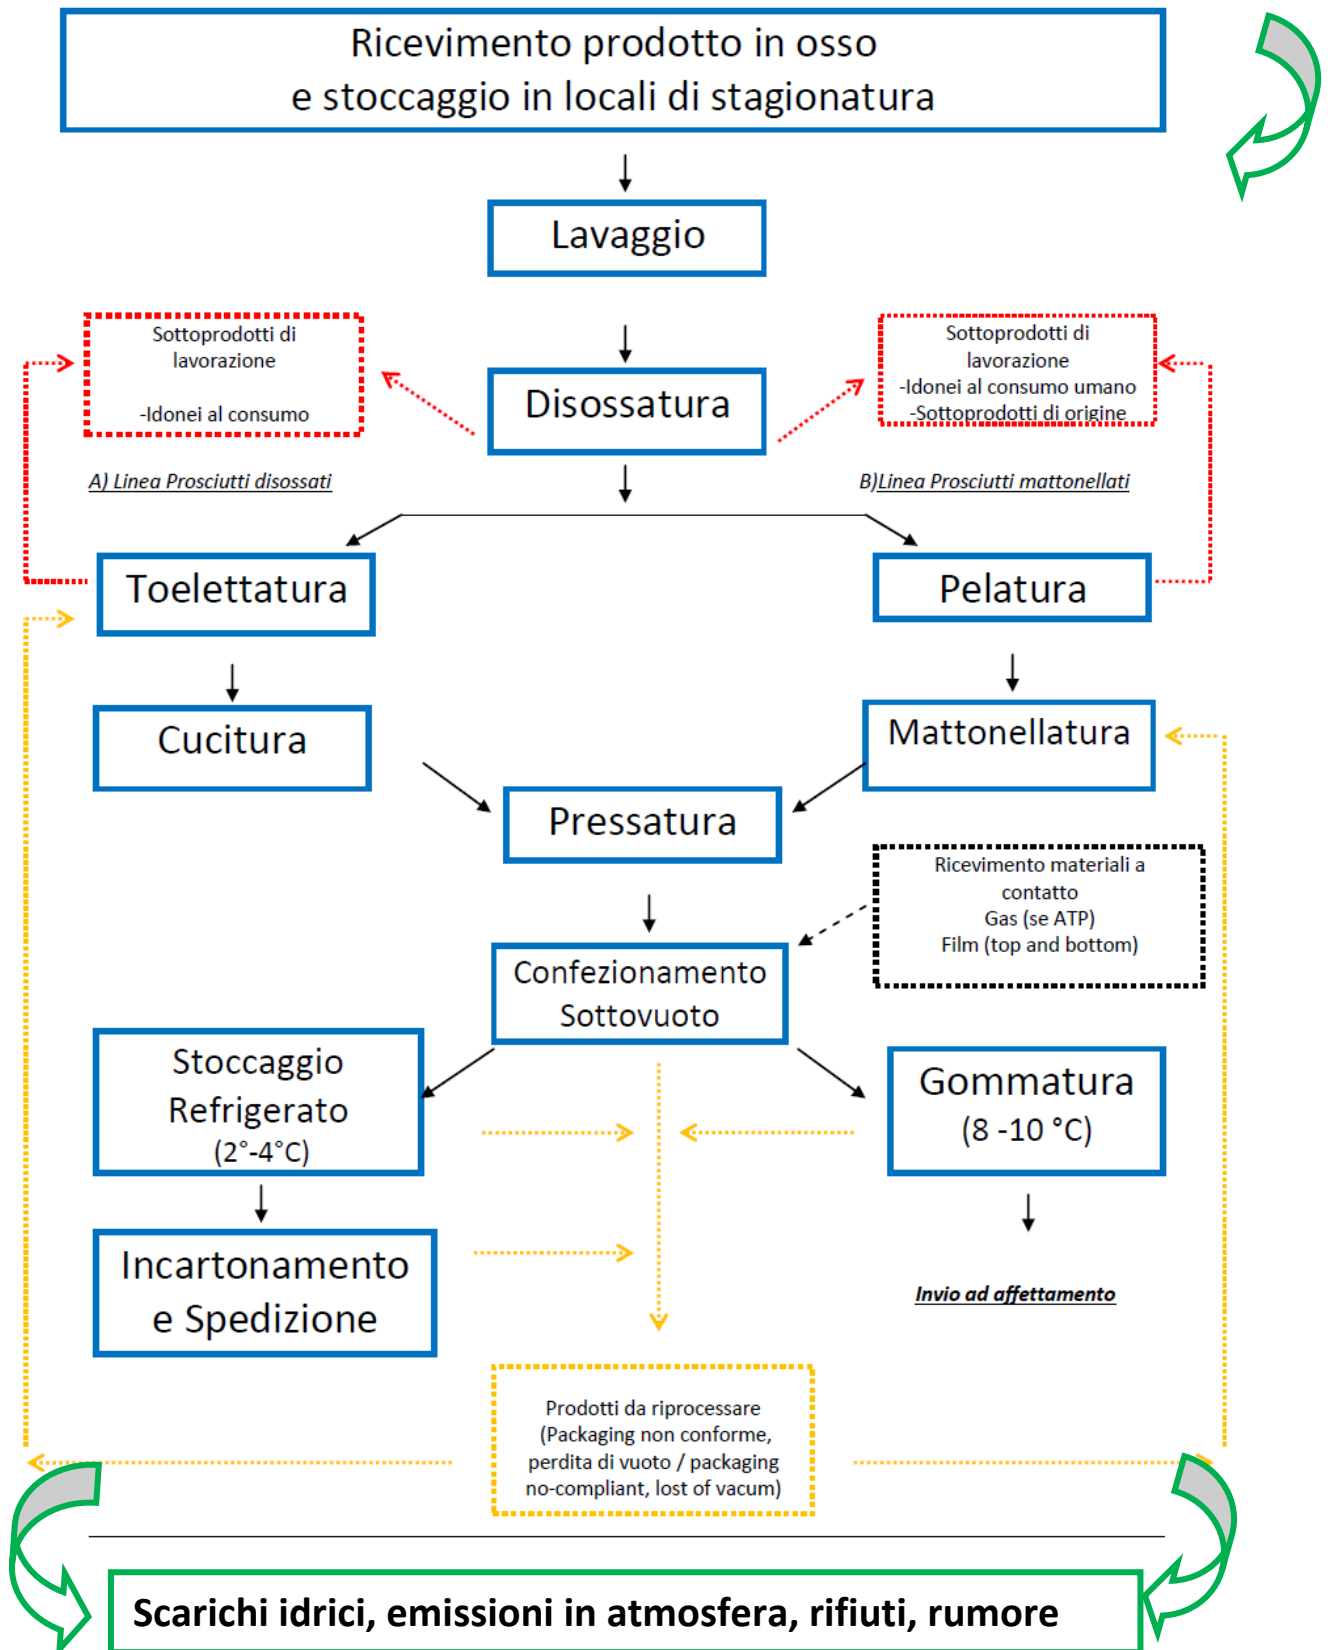 Ricevimento prodotto in osso
e stoccaggio in locali di stagionatura
Lavaggio
Sottoprodotti di
lavorazione
-Idonei al consumo
Disossatura
Sottoprodotti di
lavorazione
-Idonei al consumo umano
-Sottoprodotti di origine
A) Linea Prosciutti disossati
B)Linea Prosciutti mattonellati
Toelettatura
Pelatura
Cucitura
Mattonellatura
Pressatura
Ricevimento materiali a
contatto
Gas (se ATP)
Film (top and bottom)
Confezionamento
Sottovuoto
Stoccaggio
Refrigerato
(2°-4°C)
Gommatura
(8 -10 °C)
Incartonamento
e Spedizione
Invio ad affettamento
Prodotti da riprocessare
(Packaging non conforme,
perdita di vuoto / packaging
no-compliant, lost of vacum)
Scarichi idrici, emissioni in atmosfera, rifiuti, rumore